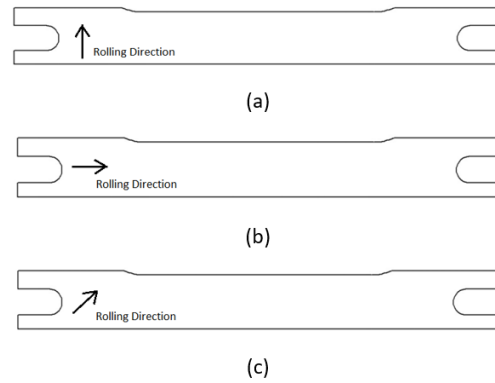 Rolling Direction
(a)
Rolling Direction
(b)
Rolling Direction
(c)